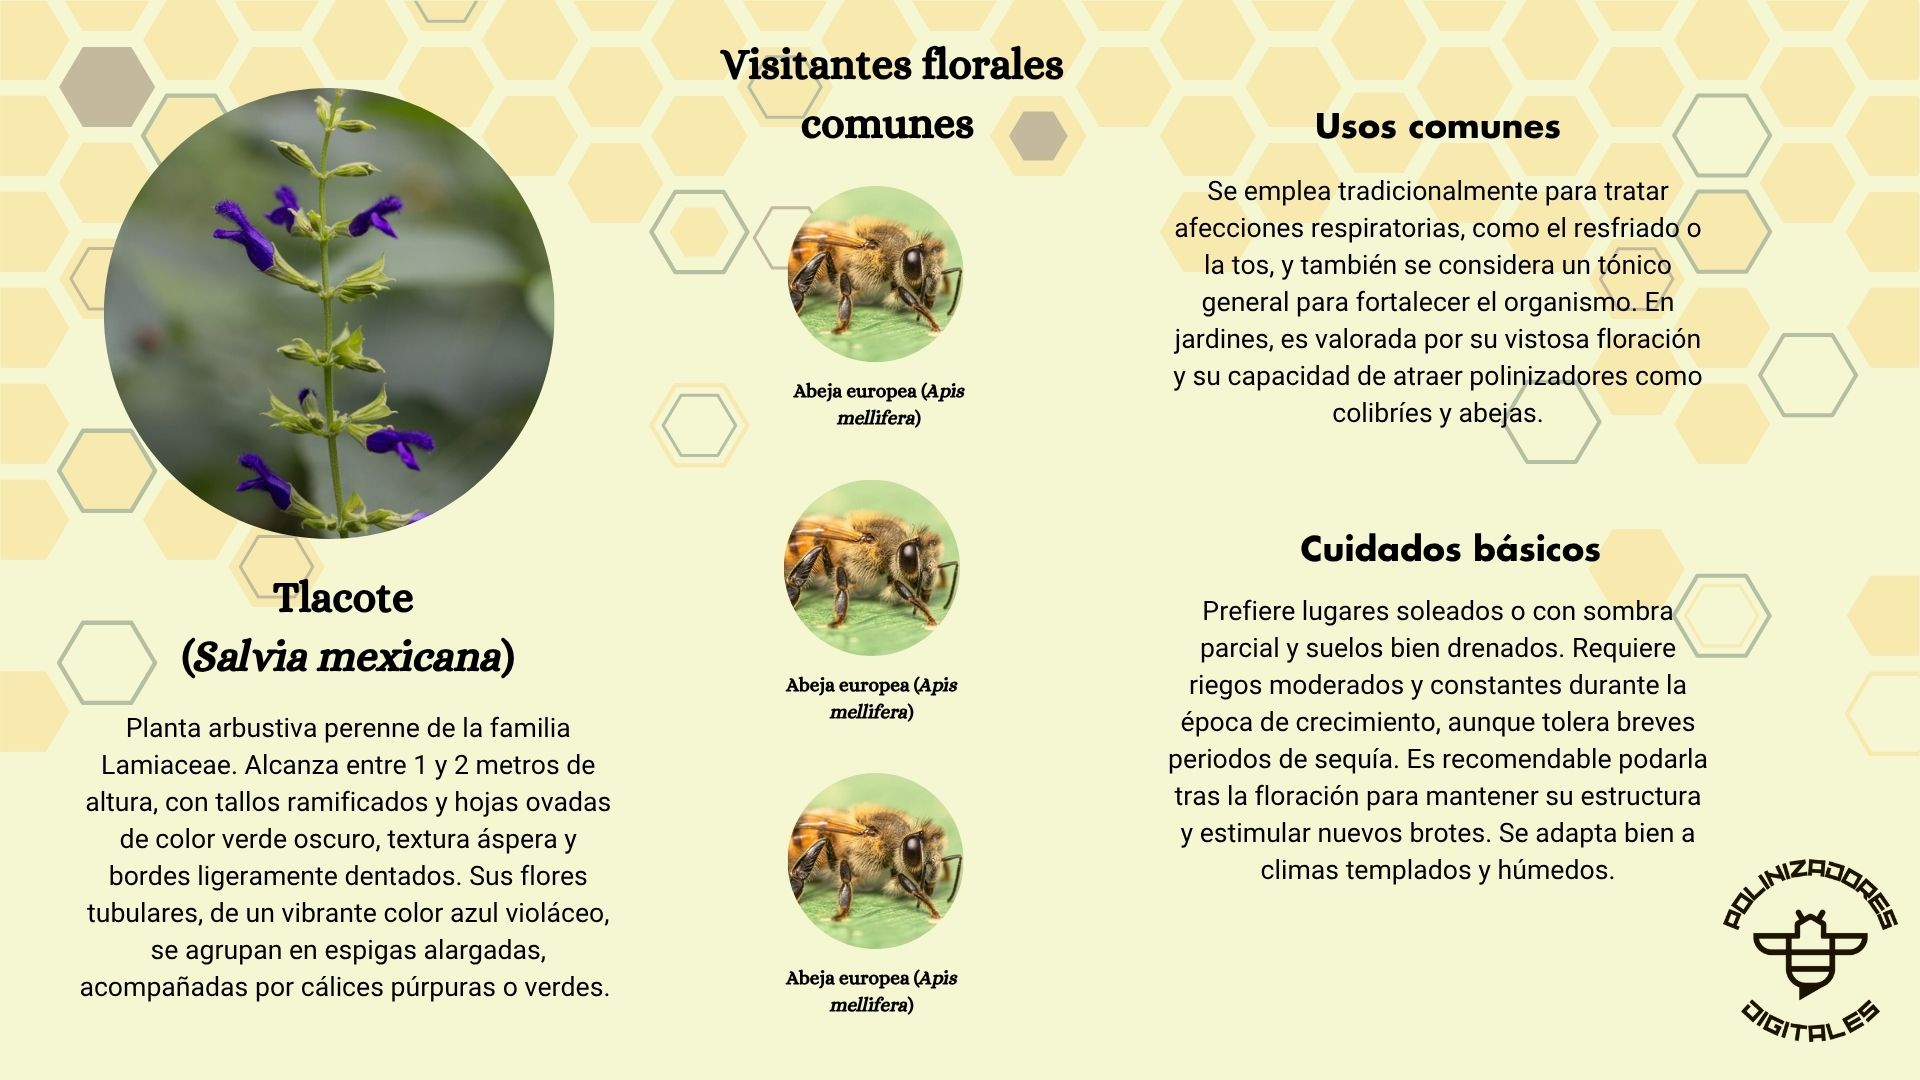 Tlacote
(Salvia mexicana)
Planta arbustiva perenne de la familia
Lamiaceae. Alcanza entre 1 y 2 metros de
altura, con tallos ramificados y hojas ovadas
de color verde oscuro, textura áspera y
bordes ligeramente dentados. Sus flores
tubulares, de un vibrante color azul violáceo,
se agrupan en espigas alargadas,
acompañadas por cálices púrpuras o verdes.
Visitantes florales
comunes
Abeja europea (Apis
mellifera)
Abeja europea (Apis
mellifera)
Abeja europea (Apis
mellifera)
Usos comunes
Se emplea tradicionalmente para tratar
afecciones respiratorias, como el resfriado o
la tos, y también se considera un tónico
general para fortalecer el organismo. En
jardines, es valorada por su vistosa floración
y su capacidad de atraer polinizadores como
colibríes y abejas.
Cuidados básicos
Prefiere lugares soleados o con sombra
parcial y suelos bien drenados. Requiere
riegos moderados y constantes durante la
época de crecimiento, aunque tolera breves
periodos de sequía. Es recomendable podarla
tras la floración para mantener su estructura
y estimular nuevos brotes. Se adapta bien a
climas templados y húmedos.
POLINIZADORES
DIGITALES